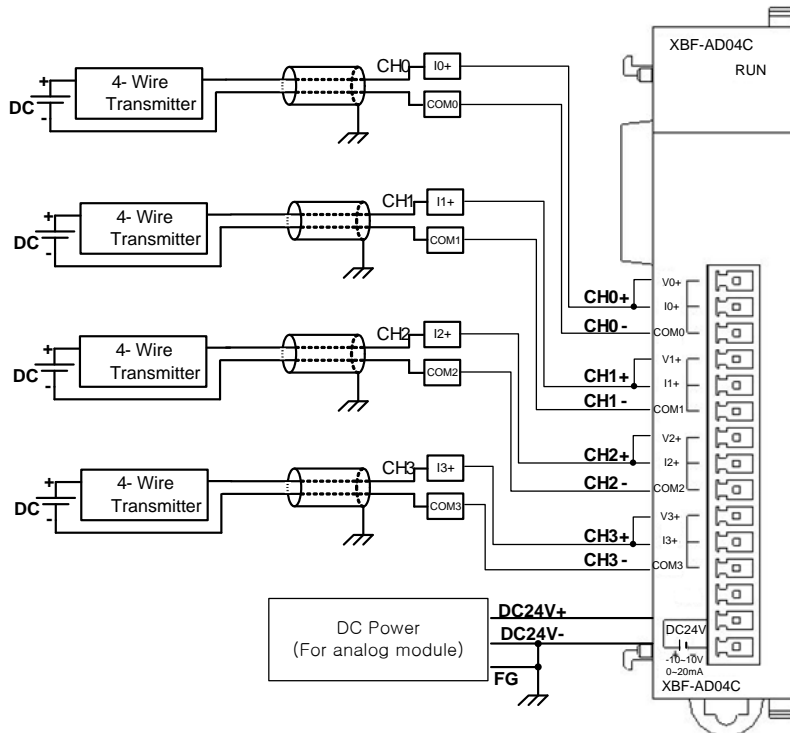 XBF-AD04C
RUN
CH0
I0+
COM0
+
4- Wire
Transmitter
DC
-
CH1
I1+
COM1
+
4- Wire
Transmitter
DC
-
CH2
I2+
COM2
+
4- Wire
Transmitter
DC
-
CH3
I3+
COM3
+
4- Wire
Transmitter
DC
-
CH0+
CH0 -
V0+
I0+
COM0
CH1+
CH1 -
V1+
I1+
COM1
CH2+
CH2 -
V2+
I2+
COM2
CH3+
CH3 -
V3+
I3+
COM3
DC Power
(For analog module)
DC24V+
DC24V-
FG
DC24V
+ -
-10~10V
0~20mA
XBF-AD04C